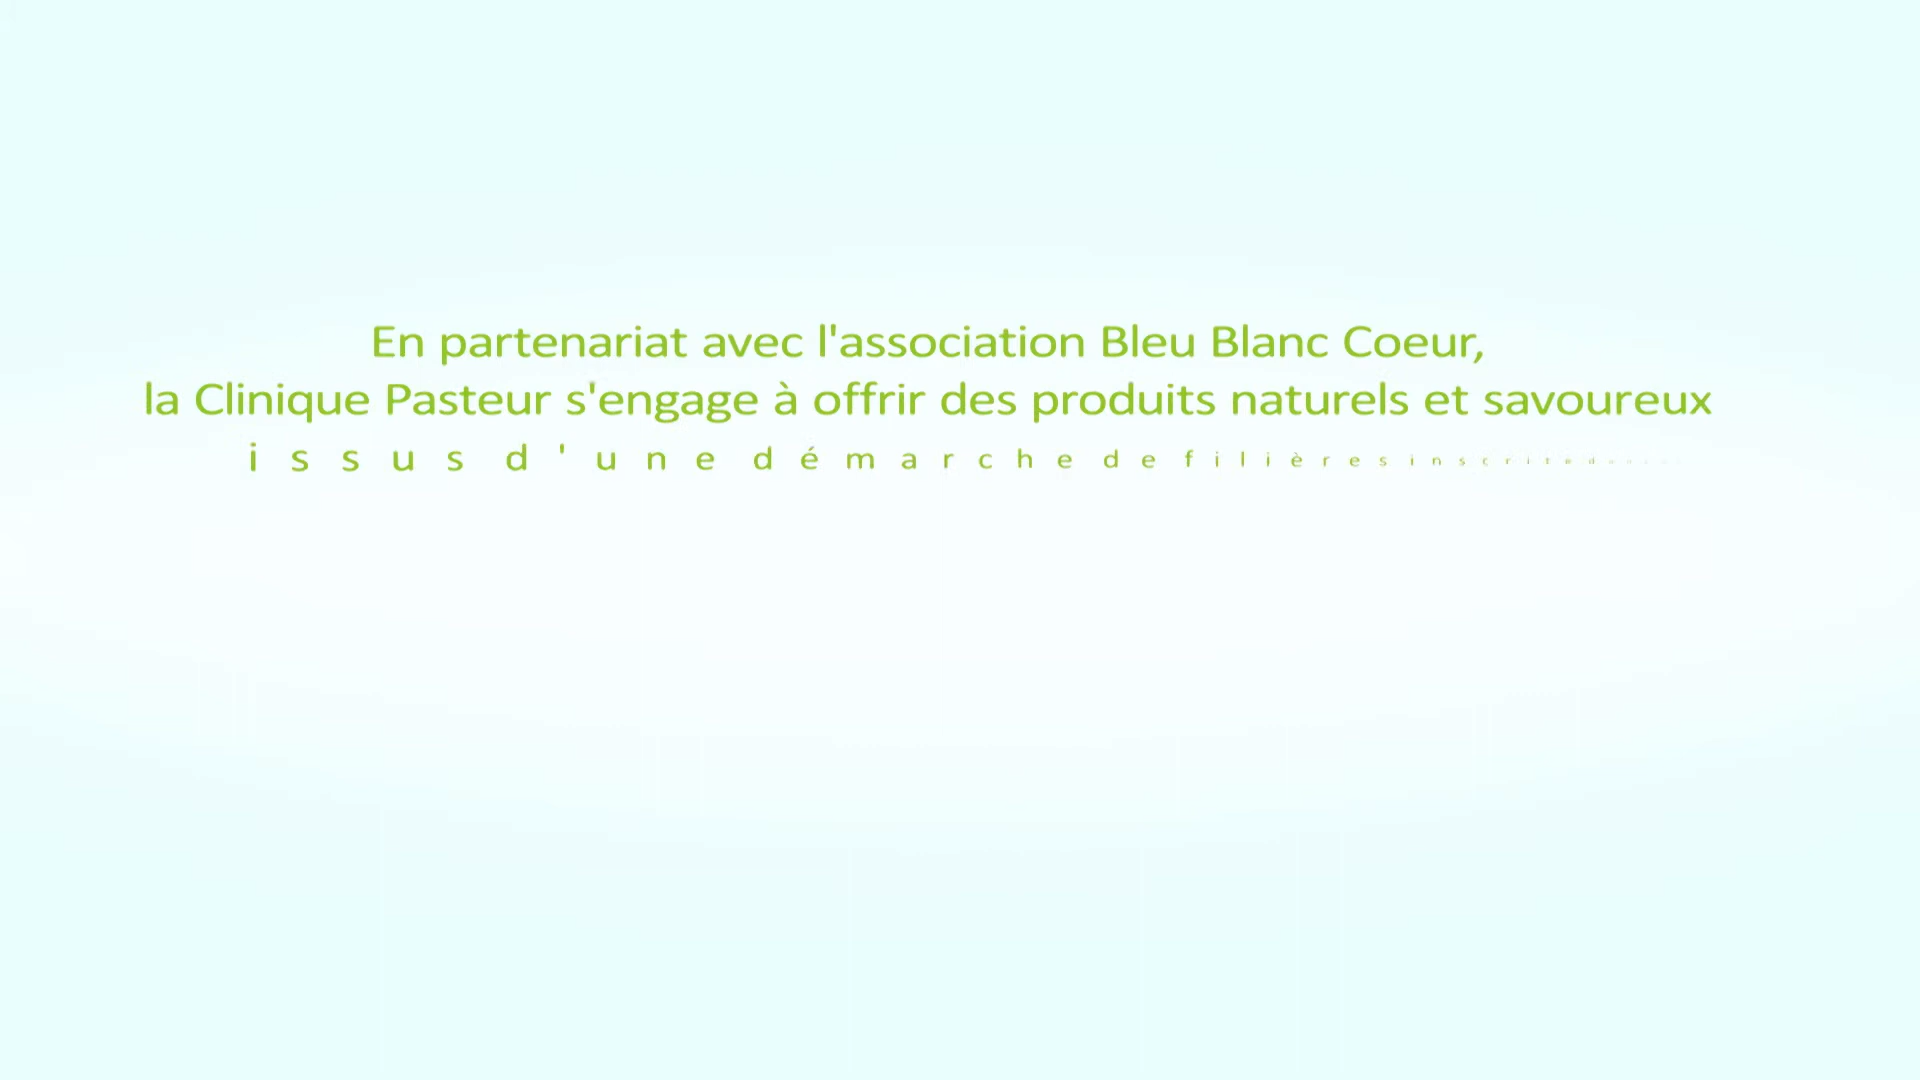 En partenariat avec l'association Bleu Blanc Coeur,
la Clinique Pasteur s'engage à offrir des produits naturels et savoureux
issus d'une démarche de filières inscrite